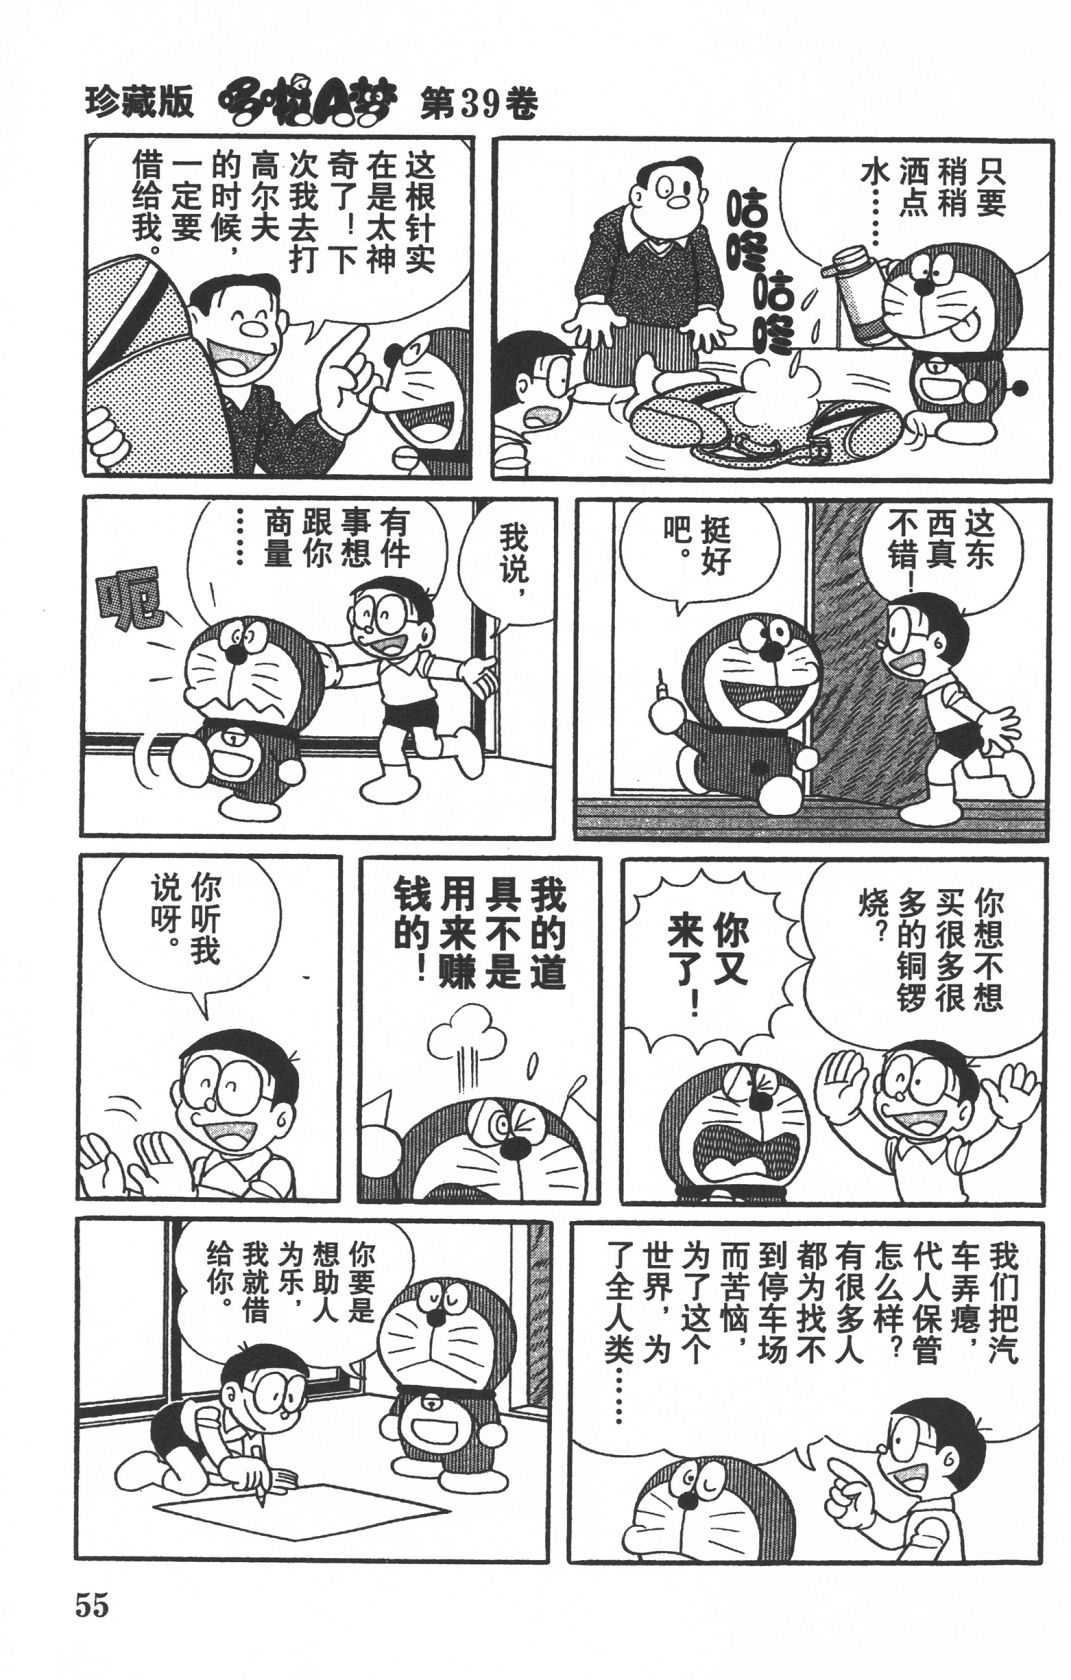 珍藏版 哆啦A梦 第39卷
只要
稍稍
洒点
水……
咕咚咕咚
这根针实
在是太神
奇了！下
次我去打
高尔夫
的时候，
一定要
借给我。
这东
西真
不错！
挺好
吧。
我说，
有件
事想
跟你
商量
……
呃
你想不想
买很多很
多的铜锣
烧？
你又
来了！
我的道
具不是
用来赚
钱的！
你听我
说呀。
我们把汽
车弄瘪，
代人保管
怎么样？
有很多人
都为找不
到停车场
而苦恼，
为了这个
世界，为
了全人类……
你要是
想助人
为乐，
我就借
给你。
55